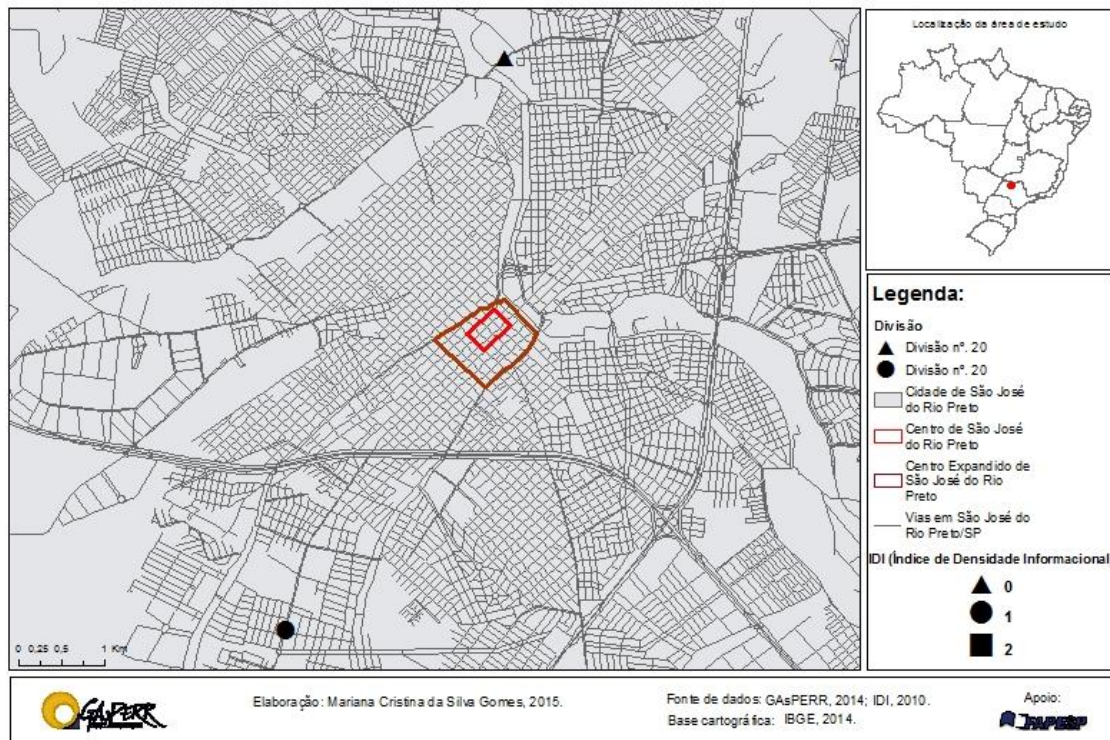 Localização da área de estudo
N
Legenda:
Divisão
Divisão nº. 20
Divisão nº. 20
Cidade de São José
do Rio Preto
Centro de São José
do Rio Preto
Centro Expandido de
São José do Rio
Preto
Vias em São José do
Rio Preto/SP
IDI (Índice de Densidade Informacional
0
1
2
0 0,25 0,5 1 Km
GAsPERR
Elaboração: Mariana Cristina da Silva Gomes, 2015.
Fonte de dados: GAsPERR, 2014; IDI, 2010.
Base cartográfica: IBGE, 2014.
Apoio:
FAPESP